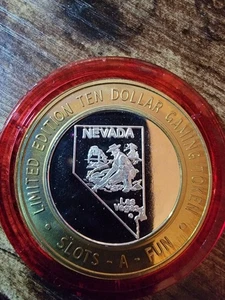 LIMITED EDITION TEN DOLLAR GAMING TOKEN
NEVADA
Las
Vegas
• SLOTS - A - FUN •